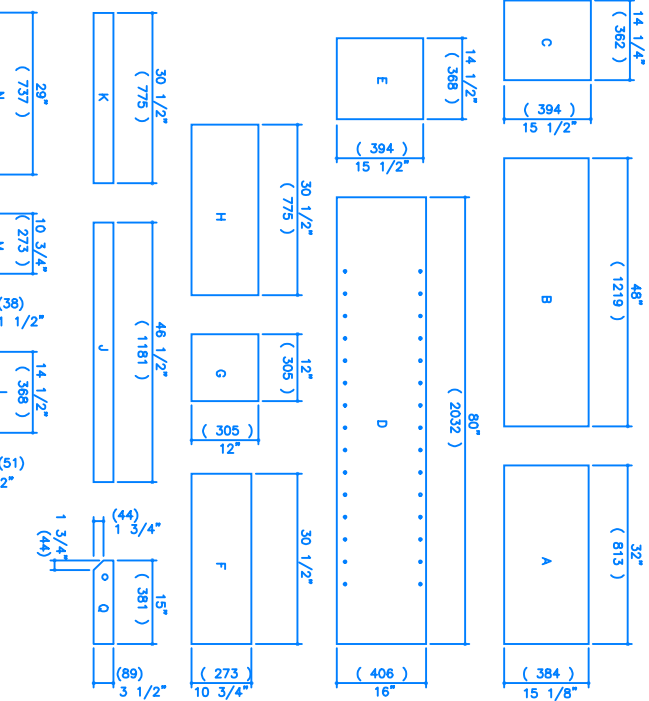 14 1/4"
( 362 )
C
( 394 )
15 1/2"
48"
( 1219 )
B
32"
( 813 )
A
( 384 )
15 1/8"
14 1/2"
( 368 )
E
( 394 )
15 1/2"
80"
( 2032 )
D
( 406 )
16"
30 1/2"
( 775 )
H
12"
( 305 )
G
( 305 )
12"
30 1/2"
F
( 273 )
10 3/4"
30 1/2"
( 775 )
K
46 1/2"
( 1181 )
J
(44)
1 3/4"
1 3/4"
(44)
15"
( 381 )
Q
(89)
3 1/2"
29"
( 737 )
10 3/4"
( 273 )
(38)
1 1/2"
14 1/2"
( 368 )
(51)
2"